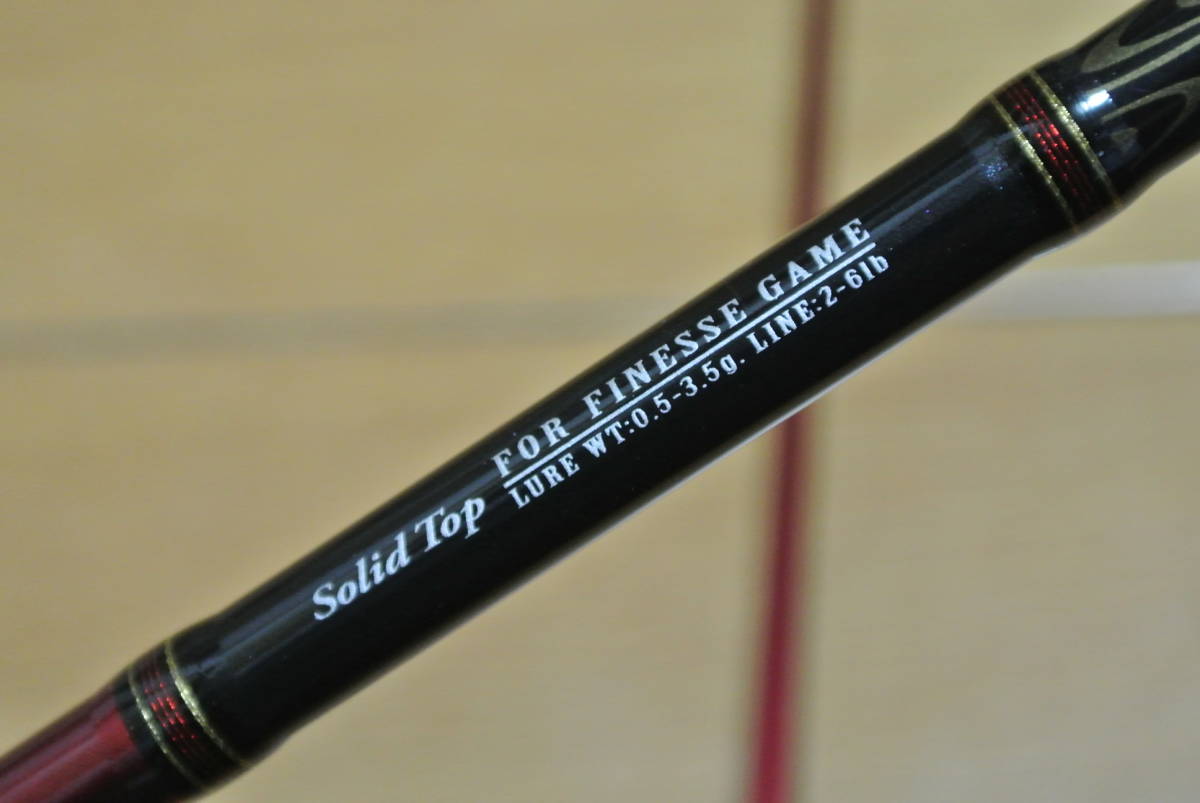 Solid Top
FOR FINESSE GAME
LURE WT:0.5-3.5g. LINE:2-6lb